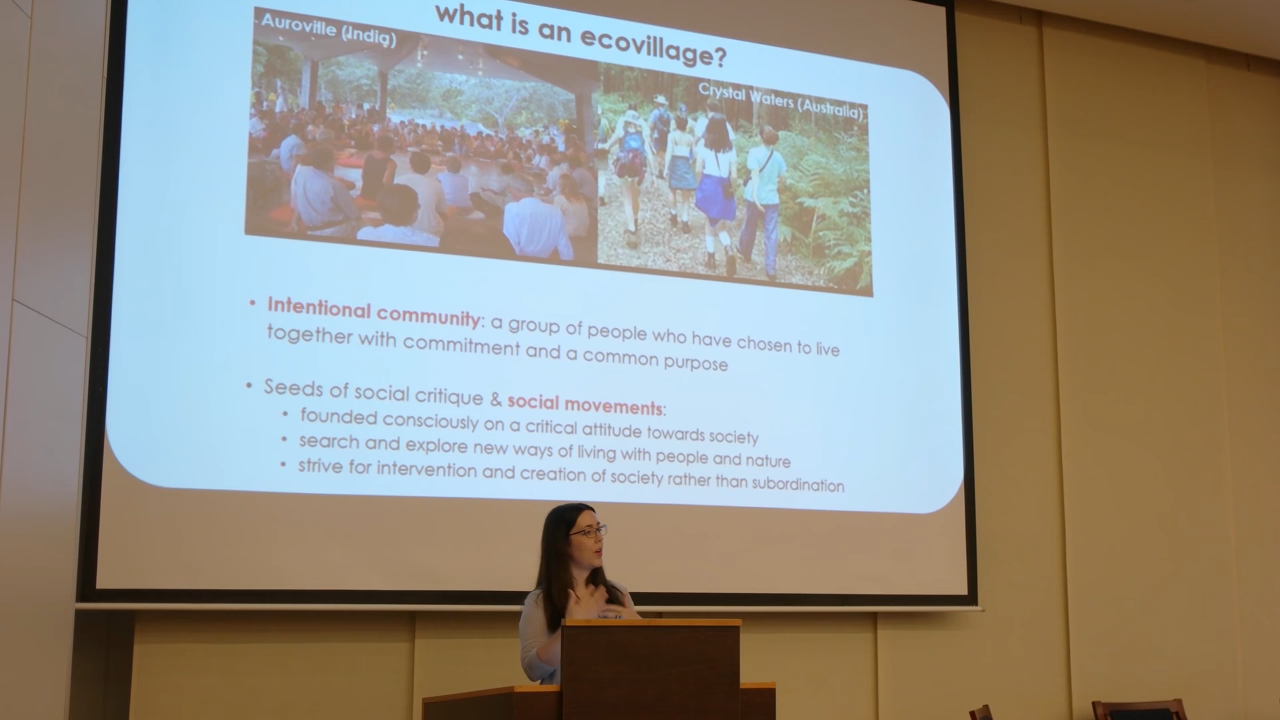 what is an ecovillage?
Auroville (India)
Crystal Waters (Australia)
• Intentional community: a group of people who have chosen to live
together with commitment and a common purpose
• Seeds of social critique & social movements:
• founded consciously on a critical attitude towards society
• search and explore new ways of living with people and nature
• strive for intervention and creation of society rather than subordination